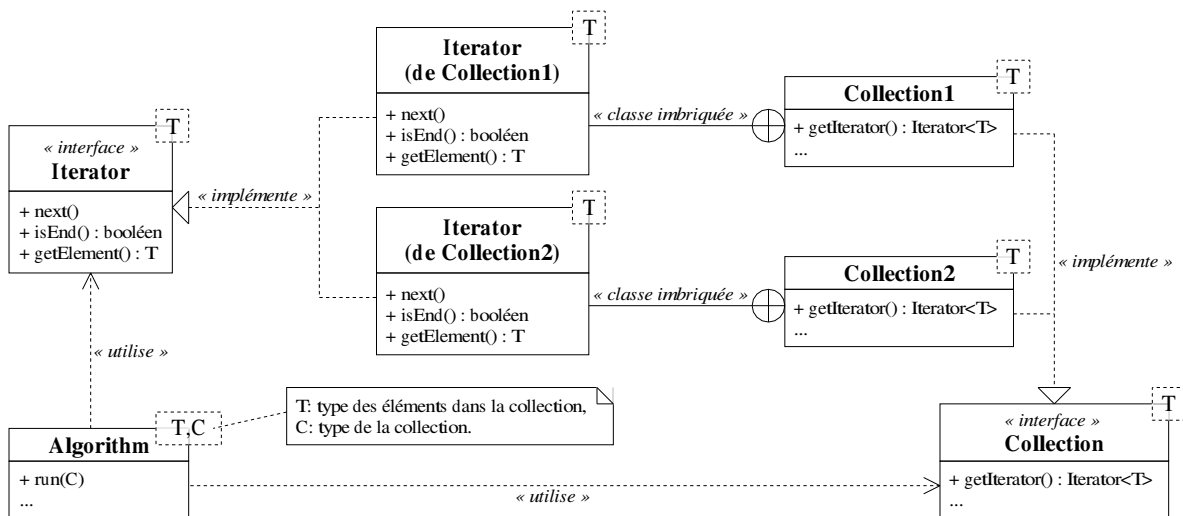 T
« interface »
Iterator
+ next()
+ isEnd() : booléen
+ getElement() : T
« implémente »
T
Iterator
(de Collection1)
+ next()
+ isEnd() : booléen
+ getElement() : T
« classe imbriquée »
T
Collection1
+ getIterator() : Iterator<T>
...
T
Iterator
(de Collection2)
+ next()
+ isEnd() : booléen
+ getElement() : T
« classe imbriquée »
T
Collection2
+ getIterator() : Iterator<T>
...
« implémente »
« utilise »
T: type des éléments dans la collection,
C: type de la collection.
T,C
Algorithm
+ run(C)
...
« utilise »
T
« interface »
Collection
+ getIterator() : Iterator<T>
...